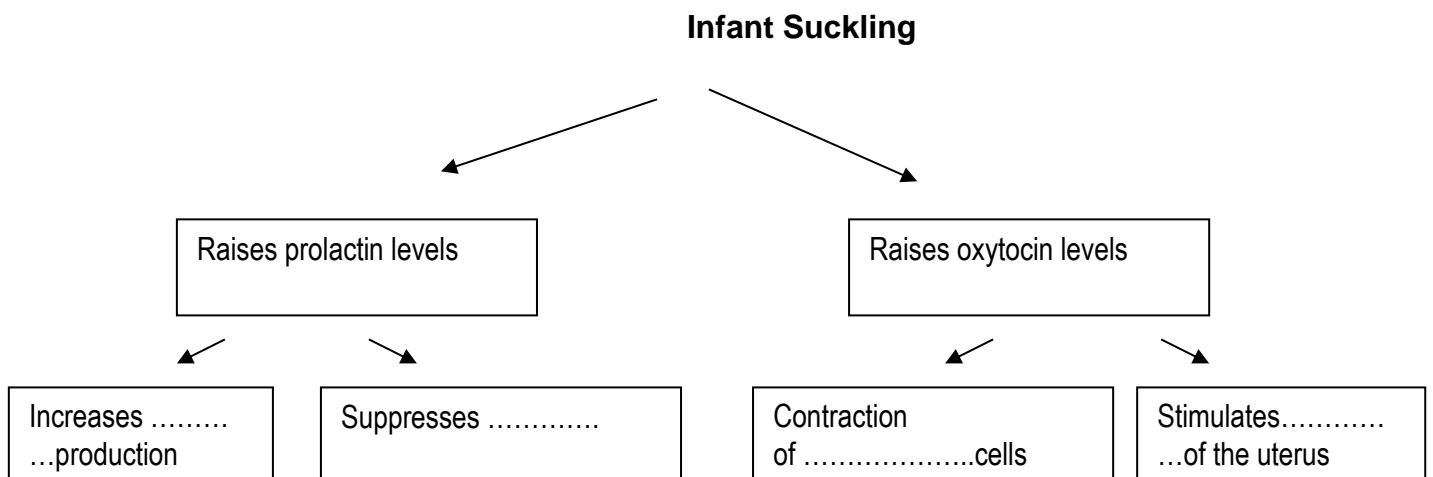 Infant Suckling
Raises prolactin levels
Raises oxytocin levels
Increases ………
…production
Suppresses ………….
Contraction
of ………………..cells
Stimulates…………
…of the uterus